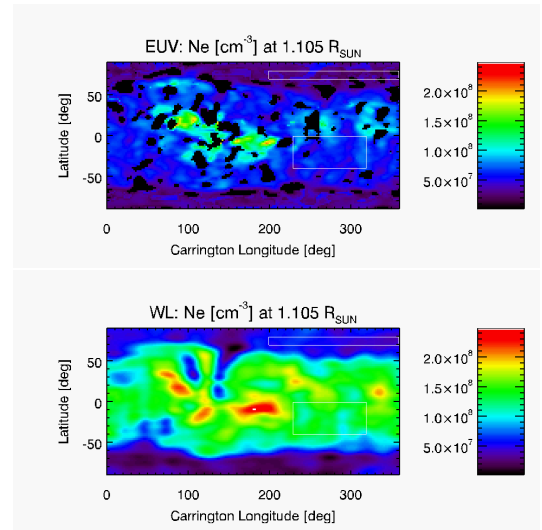 EUV: Ne [cm⁻³] at 1.105 R_SUN
50
0
-50
Latitude [deg]
0 100 200 300
Carrington Longitude [deg]
2.0×10⁸
1.5×10⁸
1.0×10⁸
5.0×10⁷
WL: Ne [cm⁻³] at 1.105 R_SUN
50
0
-50
Latitude [deg]
0 100 200 300
Carrington Longitude [deg]
2.0×10⁸
1.5×10⁸
1.0×10⁸
5.0×10⁷